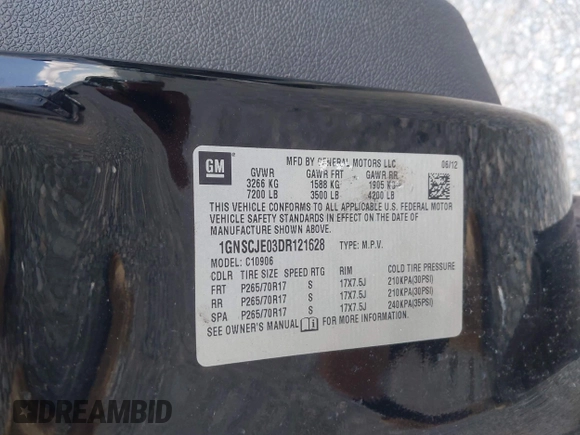 GM
MFD BY GENERAL MOTORS LLC 06/12
GVWR GAWR FRT GAWR RR
3266 KG 1588 KG 1905 KG
7200 LB 3500 LB 4200 LB
THIS VEHICLE CONFORMS TO ALL APPLICABLE U.S. FEDERAL MOTOR
VEHICLE SAFETY STANDARDS IN EFFECT ON THE DATE OF
MANUFACTURE SHOWN ABOVE.
1GNSCJE03DR121628 TYPE: M.P.V.
MODEL: C10906
CDLR TIRE SIZE SPEED RTG RIM COLD TIRE PRESSURE
FRT P265/70R17 S 17X7.5J 210KPA(30PSI)
RR P265/70R17 S 17X7.5J 210KPA(30PSI)
SPA P265/70R17 S 17X7.5J 240KPA(35PSI)
SEE OWNER'S MANUAL FOR MORE INFORMATION.
DREAMBID